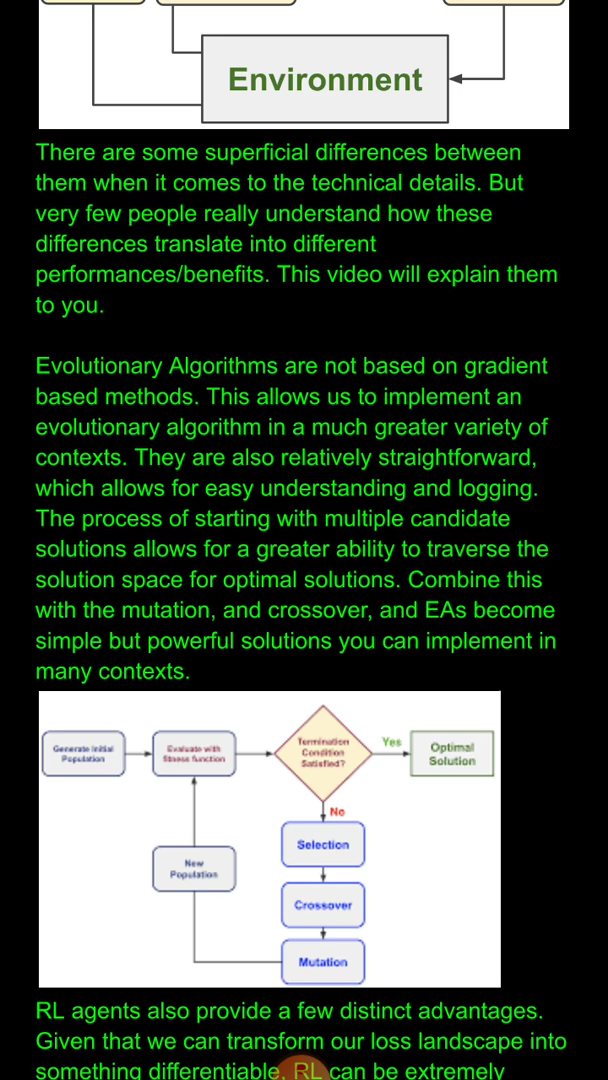 Environment
There are some superficial differences between
them when it comes to the technical details. But
very few people really understand how these
differences translate into different
performances/benefits. This video will explain them
to you.
Evolutionary Algorithms are not based on gradient
based methods. This allows us to implement an
evolutionary algorithm in a much greater variety of
contexts. They are also relatively straightforward,
which allows for easy understanding and logging.
The process of starting with multiple candidate
solutions allows for a greater ability to traverse the
solution space for optimal solutions. Combine this
with the mutation, and crossover, and EAs become
simple but powerful solutions you can implement in
many contexts.
Generate Initial
Population
Evaluate with
fitness function
Termination
Condition
Satisfied?
Yes
Optimal
Solution
No
Selection
New
Population
Crossover
Mutation
RL agents also provide a few distinct advantages.
Given that we can transform our loss landscape into
something differentiable, RL can be extremely